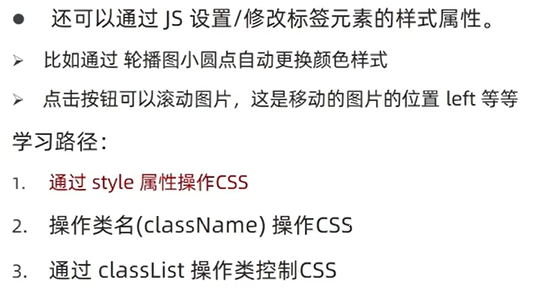 ● 还可以通过 JS 设置/修改标签元素的样式属性。
➢ 比如通过 轮播图小圆点自动更换颜色样式
➢ 点击按钮可以滚动图片，这是移动的图片的位置 left 等等
学习路径：
1. 通过 style 属性操作CSS
2. 操作类名(className) 操作CSS
3. 通过 classList 操作类控制CSS